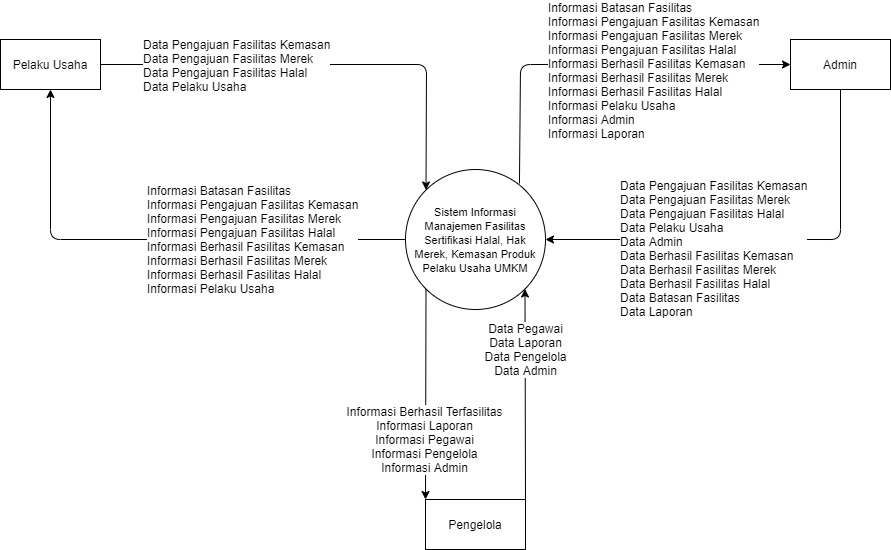 Informasi Batasan Fasilitas
Informasi Pengajuan Fasilitas Kemasan
Informasi Pengajuan Fasilitas Merek
Informasi Pengajuan Fasilitas Halal
Informasi Berhasil Fasilitas Kemasan
Informasi Berhasil Fasilitas Merek
Informasi Berhasil Fasilitas Halal
Informasi Pelaku Usaha
Informasi Admin
Informasi Laporan
Pelaku Usaha
Data Pengajuan Fasilitas Kemasan
Data Pengajuan Fasilitas Merek
Data Pengajuan Fasilitas Halal
Data Pelaku Usaha
Admin
Informasi Batasan Fasilitas
Informasi Pengajuan Fasilitas Kemasan
Informasi Pengajuan Fasilitas Merek
Informasi Pengajuan Fasilitas Halal
Informasi Berhasil Fasilitas Kemasan
Informasi Berhasil Fasilitas Merek
Informasi Berhasil Fasilitas Halal
Informasi Pelaku Usaha
Sistem Informasi
Manajemen Fasilitas
Sertifikasi Halal, Hak
Merek, Kemasan Produk
Pelaku Usaha UMKM
Data Pengajuan Fasilitas Kemasan
Data Pengajuan Fasilitas Merek
Data Pengajuan Fasilitas Halal
Data Pelaku Usaha
Data Admin
Data Berhasil Fasilitas Kemasan
Data Berhasil Fasilitas Merek
Data Berhasil Fasilitas Halal
Data Batasan Fasilitas
Data Laporan
Data Pegawai
Data Laporan
Data Pengelola
Data Admin
Informasi Berhasil Terfasilitas
Informasi Laporan
Informasi Pegawai
Informasi Pengelola
Informasi Admin
Pengelola